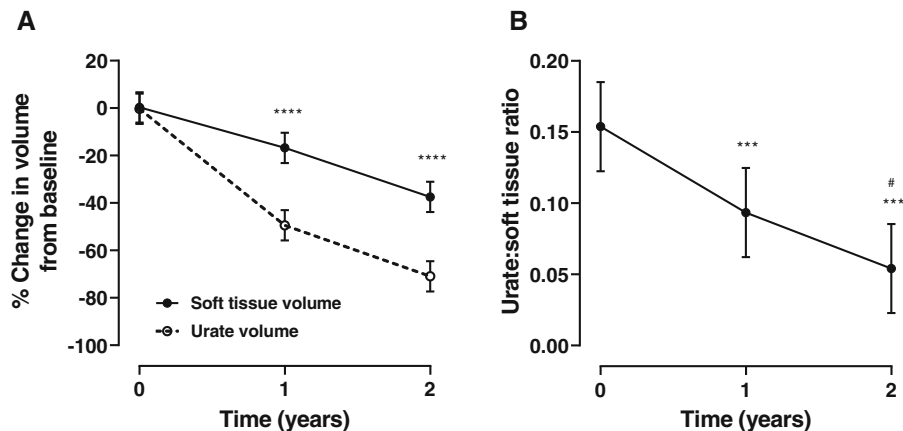 A
% Change in volume
from baseline
20
0
-20
-40
-60
-80
-100
****
****
Soft tissue volume
Urate volume
0
1
2
Time (years)
B
Urate:soft tissue ratio
0.20
0.15
0.10
0.05
0.00
***
#
***
0
1
2
Time (years)